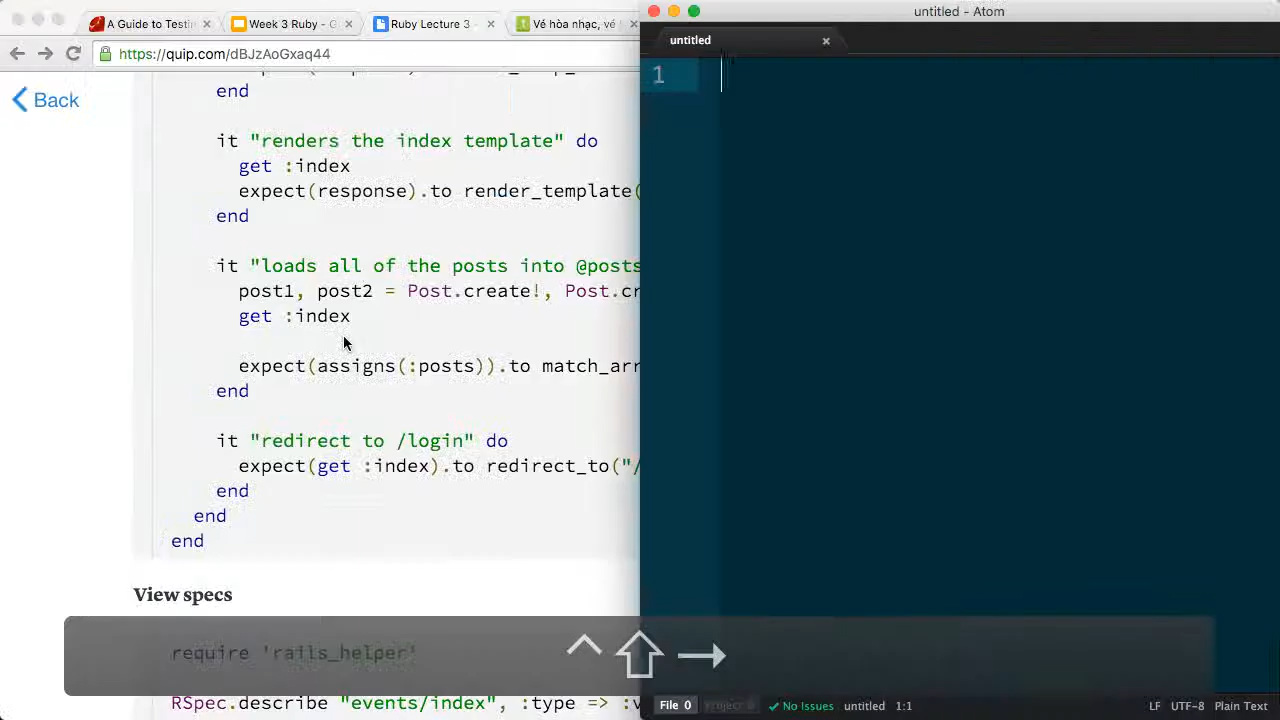 A Guide to Testin
Week 3 Ruby - G
Ruby Lecture 3 -
Vé hòa nhạc, vé
untitled - Atom
https://quip.com/dBJzAoGxaq44
untitled
1
Back
end
it "renders the index template" do
get :index
expect(response).to render_template(
end
it "loads all of the posts into @posts
post1, post2 = Post.create!, Post.cr
get :index
expect(assigns(:posts)).to match_arr
end
it "redirect to /login" do
expect(get :index).to redirect_to("/
end
end
end
View specs
require 'rails_helper'
RSpec.describe "events/index", :type => :v
File 0 Project 0 No Issues untitled 1:1 LF UTF-8 Plain Text